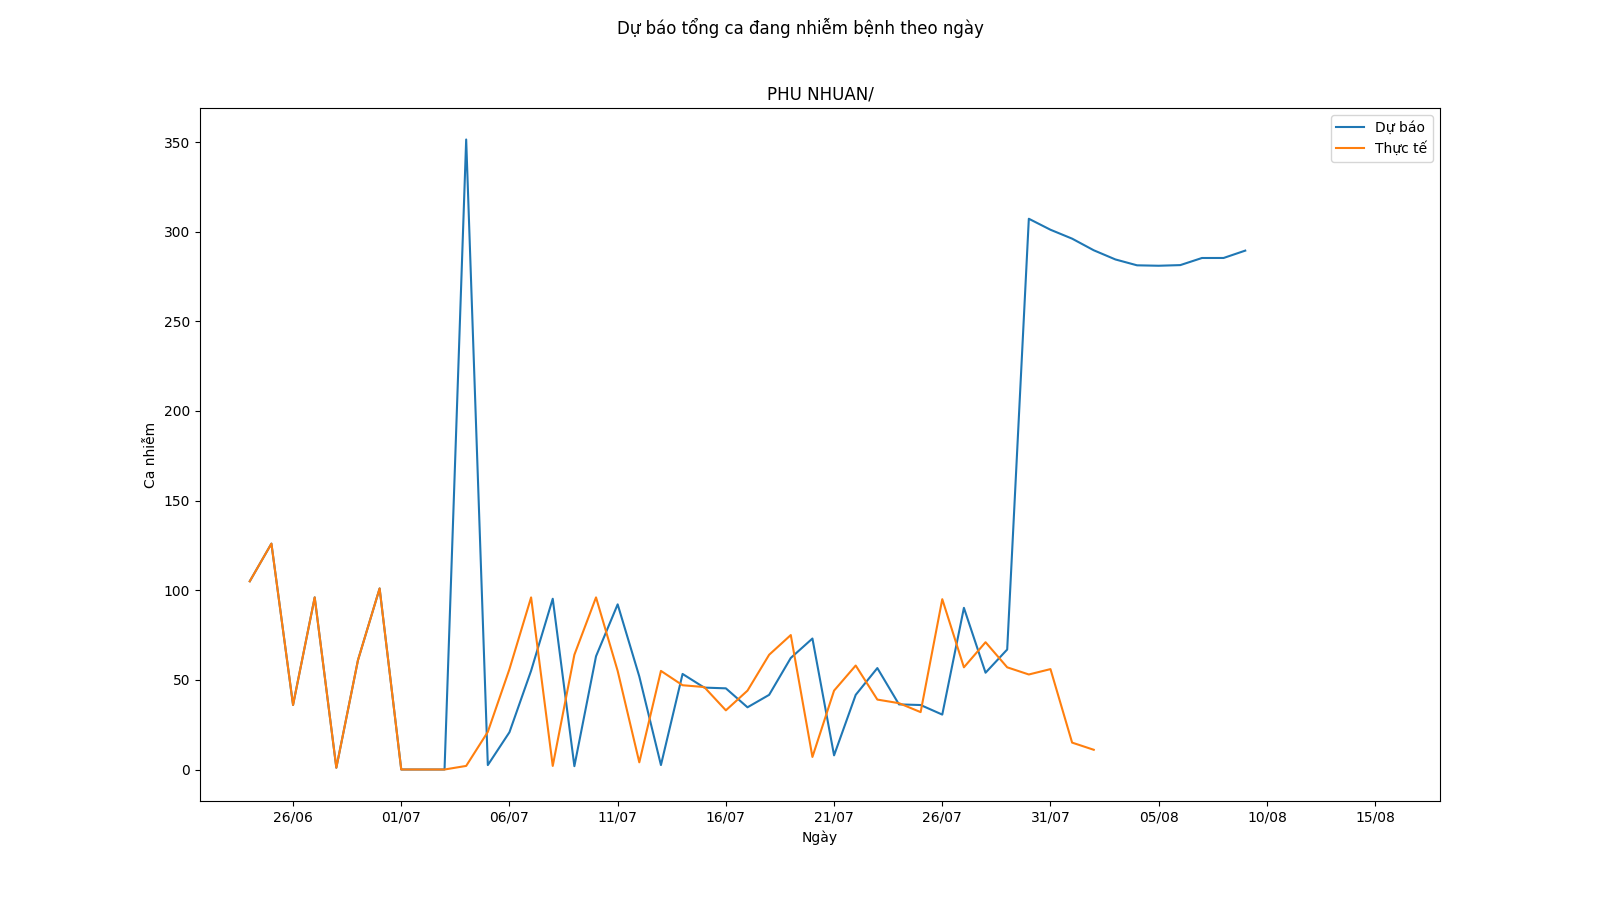 Dự báo tổng ca đang nhiễm bệnh theo ngày
PHU NHUAN/
Dự báo
Thực tế
350
300
250
200
150
100
50
0
Ca nhiễm
26/06 01/07 06/07 11/07 16/07 21/07 26/07 31/07 05/08 10/08 15/08
Ngày